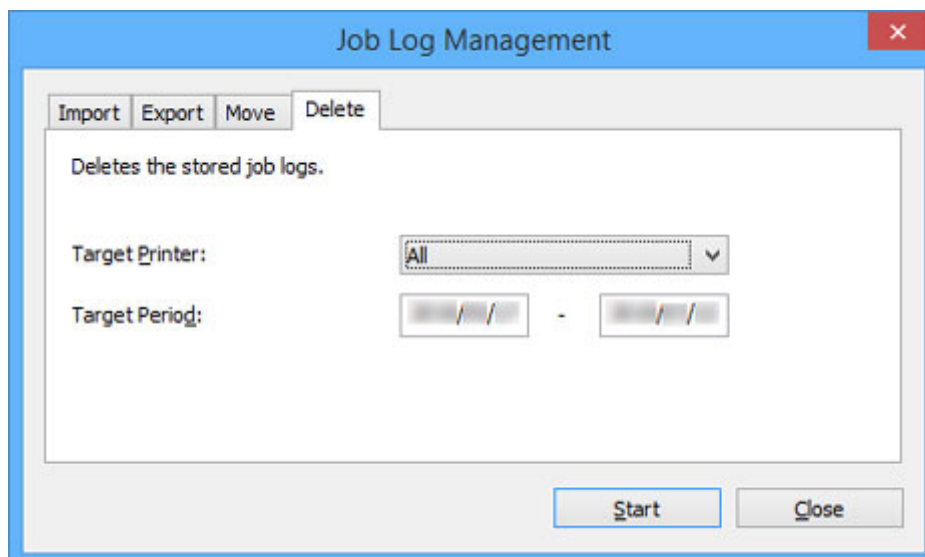 Job Log Management
Import Export Move Delete
Deletes the stored job logs.
Target Printer: All
Target Period: / / - / /
Start Close